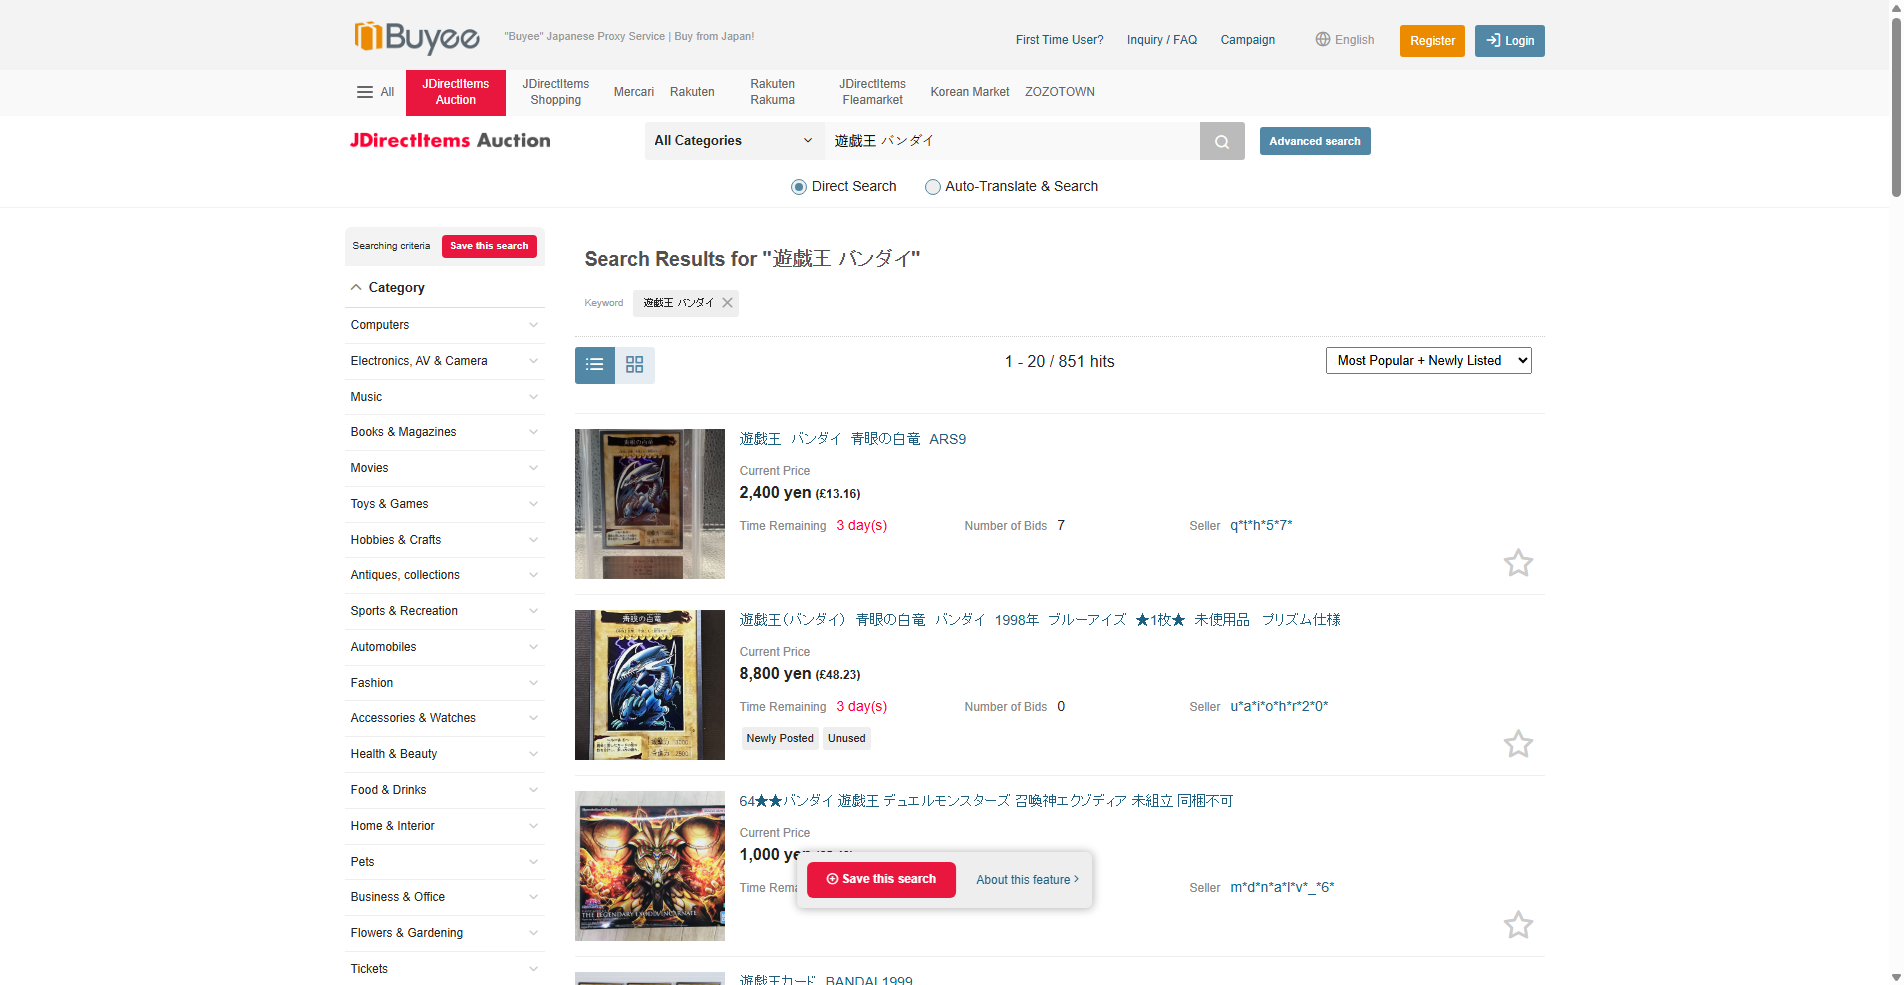 Buyee
"Buyee" Japanese Proxy Service | Buy from Japan!
First Time User?
Inquiry / FAQ
Campaign
English
Register
Login
All
JDirectItems Auction
JDirectItems Shopping
Mercari
Rakuten
Rakuten Rakuma
JDirectItems Fleamarket
Korean Market
ZOZOTOWN
JDirectItems Auction
All Categories
遊戯王 バンダイ
Advanced search
Direct Search
Auto-Translate & Search
Searching criteria
Save this search
Category
Computers
Electronics, AV & Camera
Music
Books & Magazines
Movies
Toys & Games
Hobbies & Crafts
Antiques, collections
Sports & Recreation
Automobiles
Fashion
Accessories & Watches
Health & Beauty
Food & Drinks
Home & Interior
Pets
Business & Office
Flowers & Gardening
Tickets
Search Results for "遊戯王 バンダイ"
Keyword
遊戯王 バンダイ
1 - 20 / 851 hits
Most Popular + Newly Listed
遊戯王 バンダイ 青眼の白竜 ARS9
Current Price
2,400 yen (£13.16)
Time Remaining 3 day(s)
Number of Bids 7
Seller q*t*h*5*7*
青眼の白竜
遊戯王(バンダイ) 青眼の白竜 バンダイ 1998年 ブルーアイズ ★1枚★ 未使用品 プリズム仕様
Current Price
8,800 yen (£48.23)
Time Remaining 3 day(s)
Number of Bids 0
Seller u*a*i*o*h*r*2*0*
Newly Posted
Unused
64★★バンダイ 遊戯王 デュエルモンスターズ 召喚神エクゾディア 未組立 同梱不可
Current Price
1,000 yen
Time Rema
Seller m*d*n*a*l*v*_*6*
THE LEGENDARY EXODIA INCARNATE
Save this search
About this feature
遊戯王カード BANDAI 1999